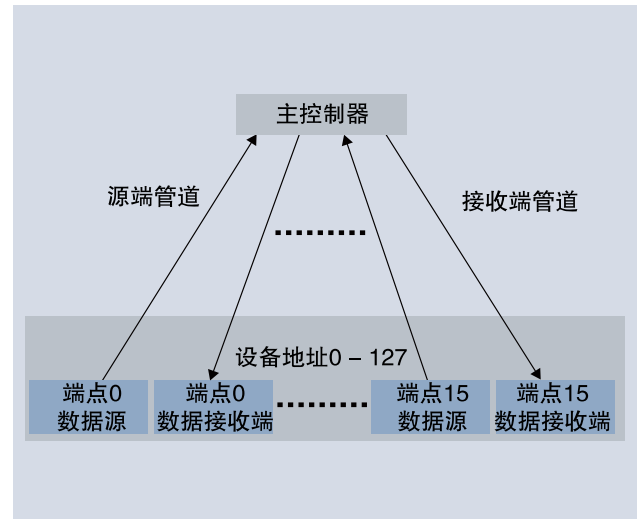 主控制器
源端管道
接收端管道
设备地址0 – 127
端点0
数据源
端点0
数据接收端
端点15
数据源
端点15
数据接收端